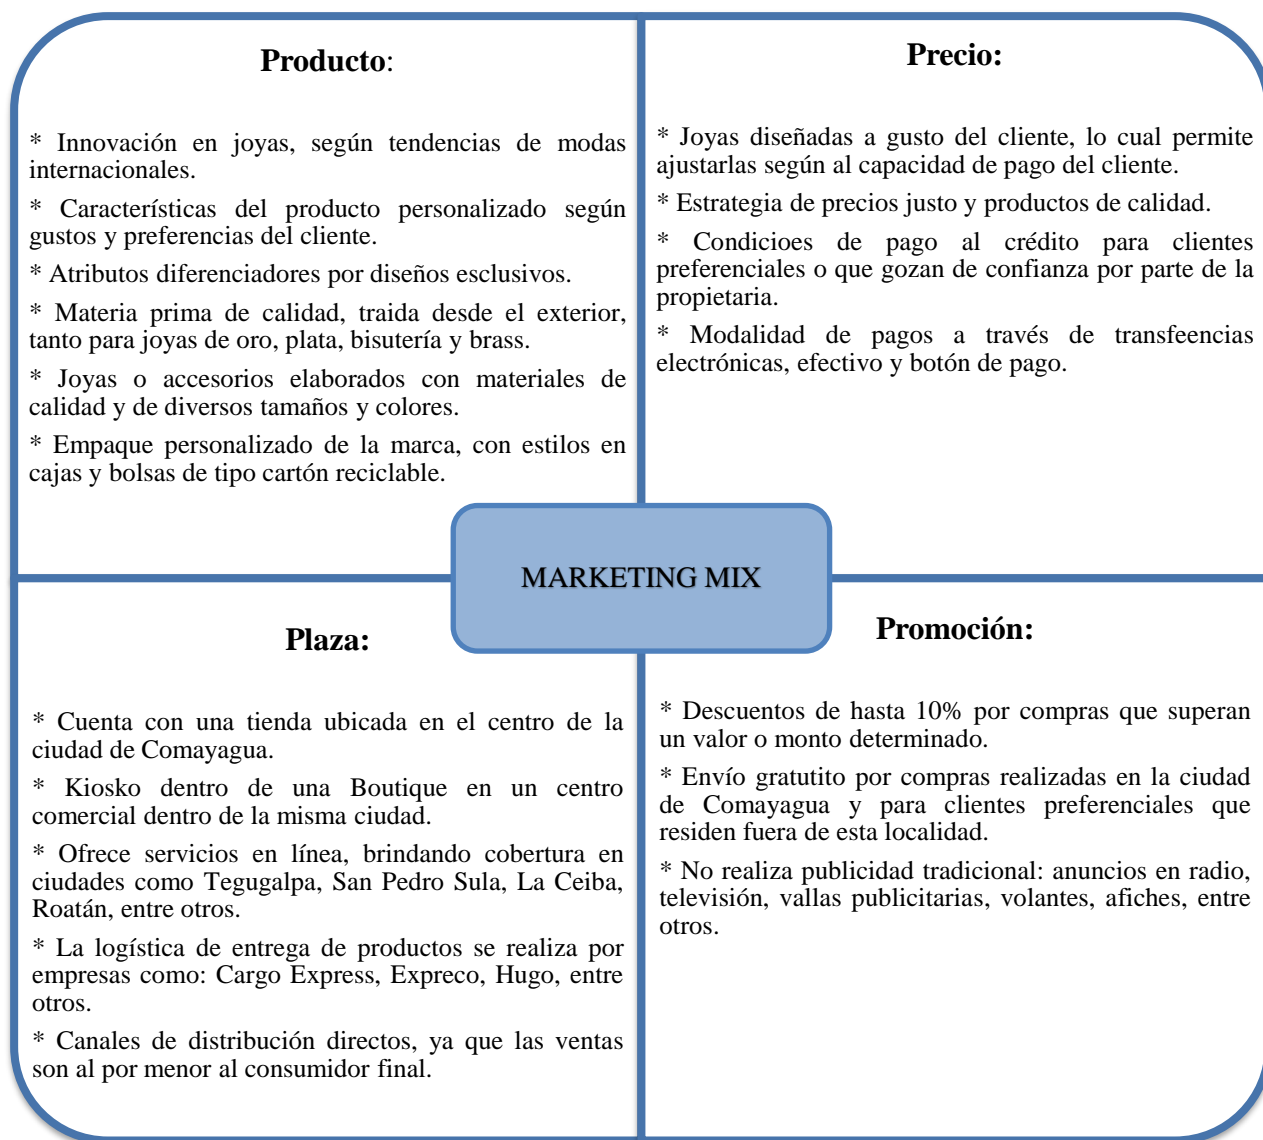 Producto:
* Innovación en joyas, según tendencias de modas
internacionales.
* Características del producto personalizado según
gustos y preferencias del cliente.
* Atributos diferenciadores por diseños esclusivos.
* Materia prima de calidad, traida desde el exterior,
tanto para joyas de oro, plata, bisutería y brass.
* Joyas o accesorios elaborados con materiales de
calidad y de diversos tamaños y colores.
* Empaque personalizado de la marca, con estilos en
cajas y bolsas de tipo cartón reciclable.
Precio:
* Joyas diseñadas a gusto del cliente, lo cual permite
ajustarlas según al capacidad de pago del cliente.
* Estrategia de precios justo y productos de calidad.
* Condicioes de pago al crédito para clientes
preferenciales o que gozan de confianza por parte de la
propietaria.
* Modalidad de pagos a través de transfeencias
electrónicas, efectivo y botón de pago.
MARKETING MIX
Plaza:
* Cuenta con una tienda ubicada en el centro de la
ciudad de Comayagua.
* Kiosko dentro de una Boutique en un centro
comercial dentro de la misma ciudad.
* Ofrece servicios en línea, brindando cobertura en
ciudades como Tegugalpa, San Pedro Sula, La Ceiba,
Roatán, entre otros.
* La logística de entrega de productos se realiza por
empresas como: Cargo Express, Expreco, Hugo, entre
otros.
* Canales de distribución directos, ya que las ventas
son al por menor al consumidor final.
Promoción:
* Descuentos de hasta 10% por compras que superan
un valor o monto determinado.
* Envío gratutito por compras realizadas en la ciudad
de Comayagua y para clientes preferenciales que
residen fuera de esta localidad.
* No realiza publicidad tradicional: anuncios en radio,
televisión, vallas publicitarias, volantes, afiches, entre
otros.